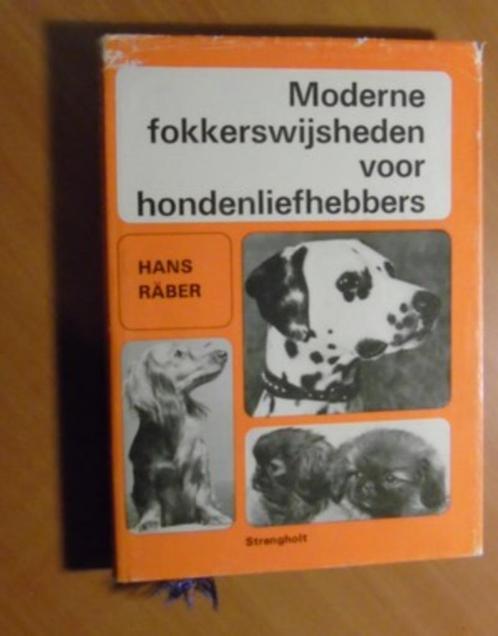 Moderne
fokkerswijsheden
voor
hondenliefhebbers
HANS
RÄBER
Strengholt